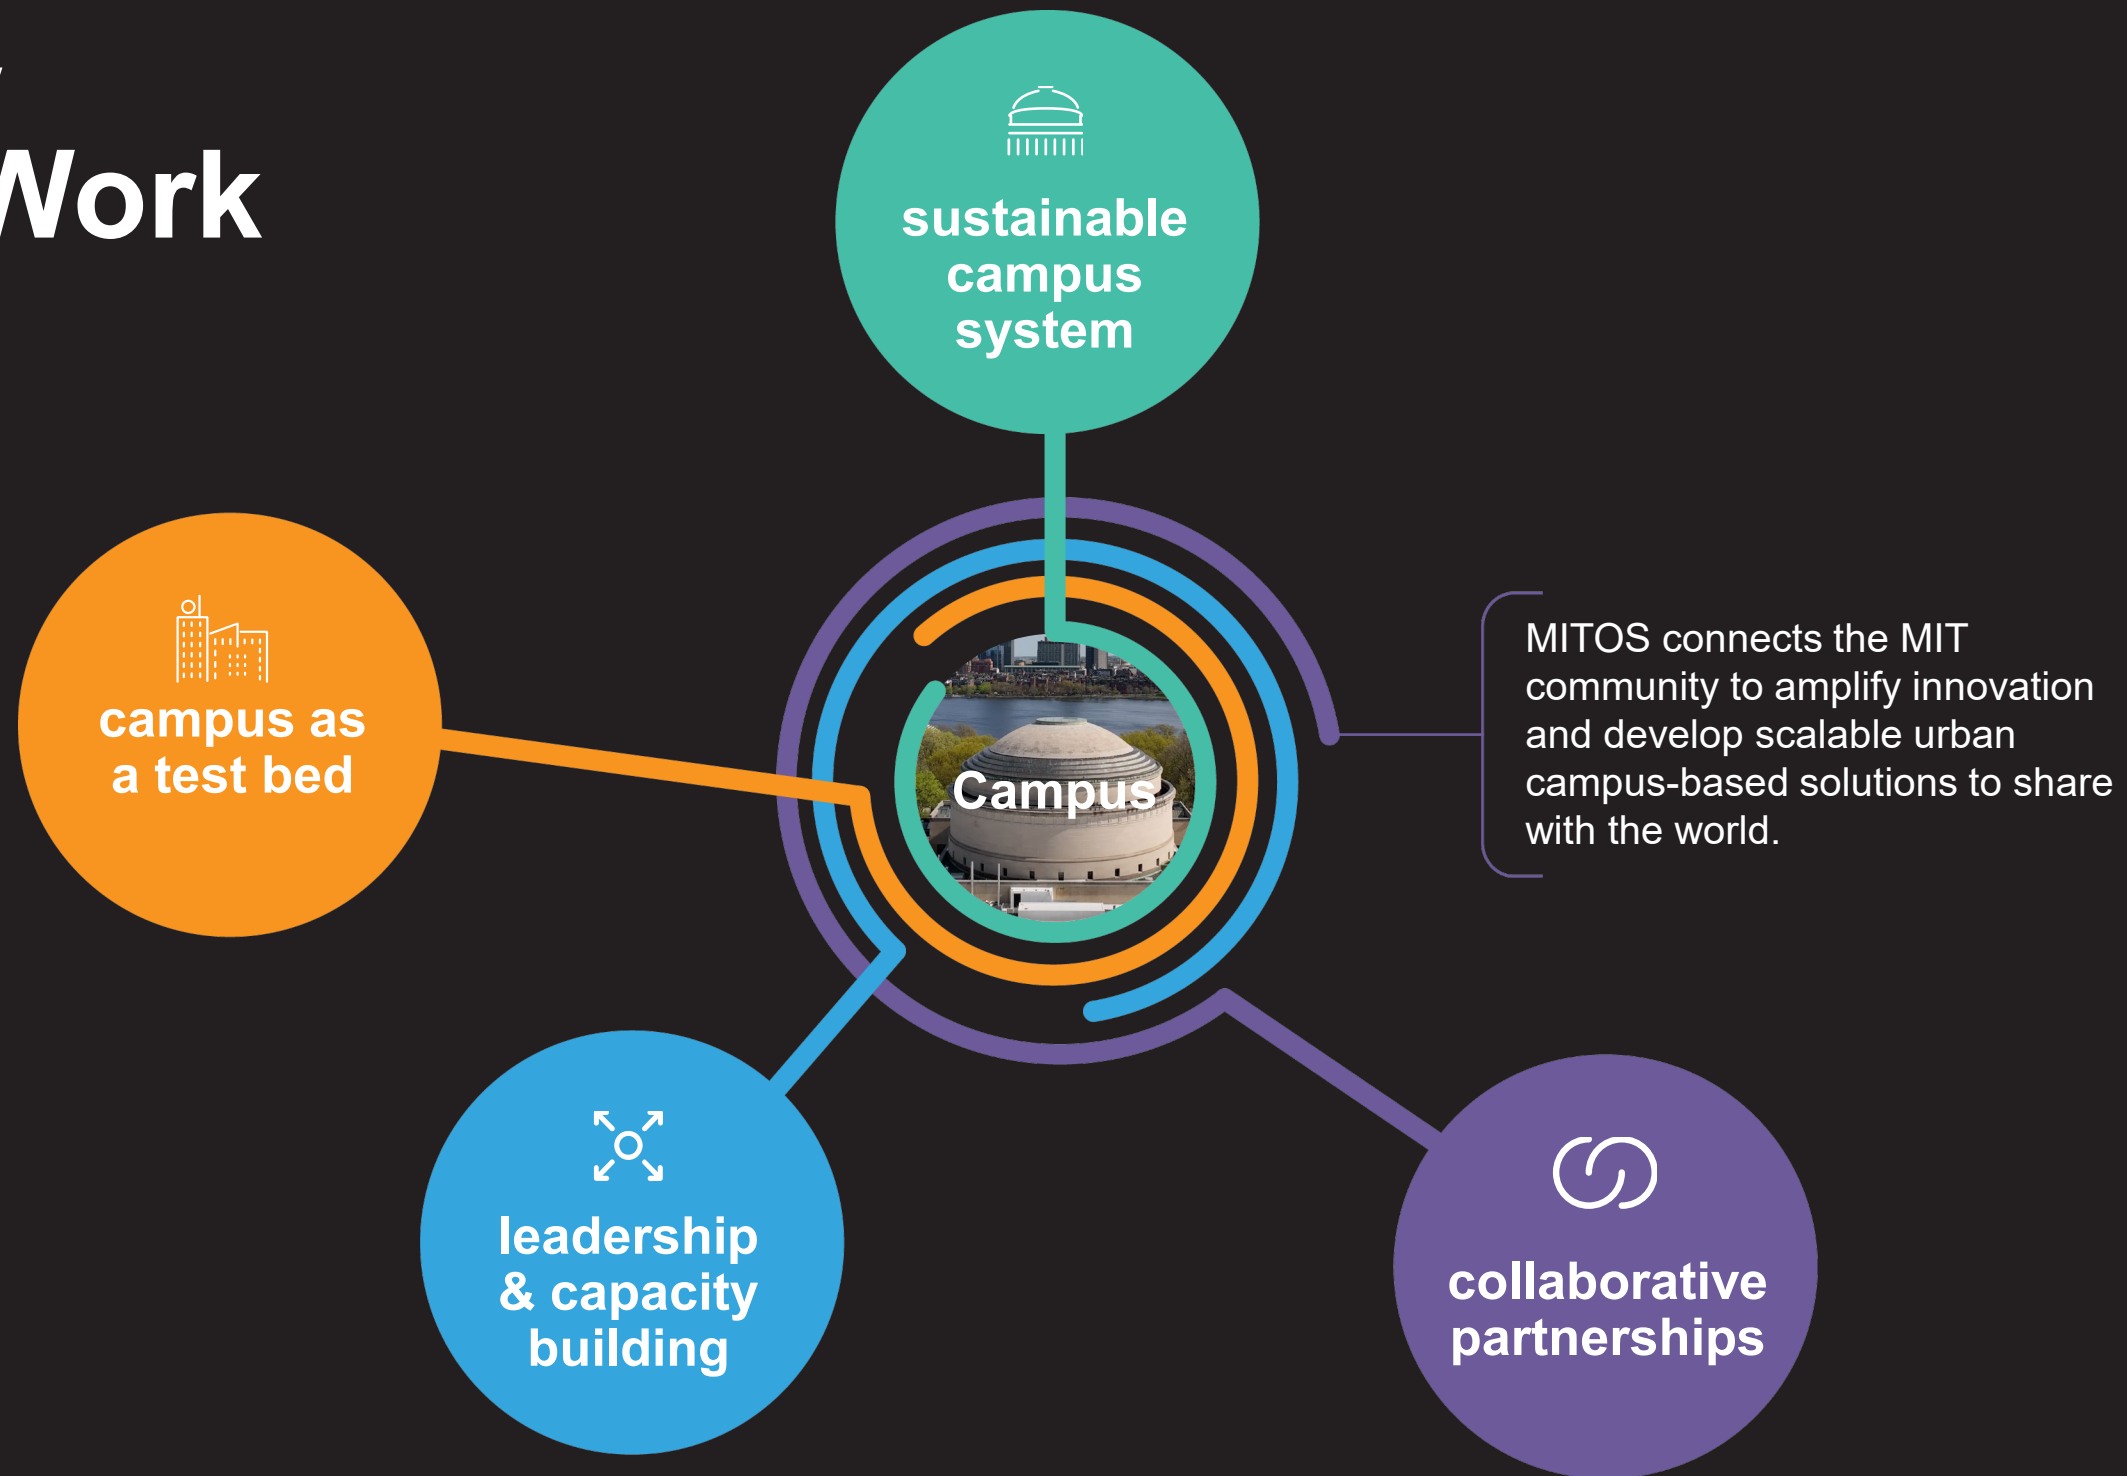 Work
sustainable
campus
system
campus as
a test bed
Campus
MITOS connects the MIT
community to amplify innovation
and develop scalable urban
campus-based solutions to share
with the world.
leadership
& capacity
building
collaborative
partnerships